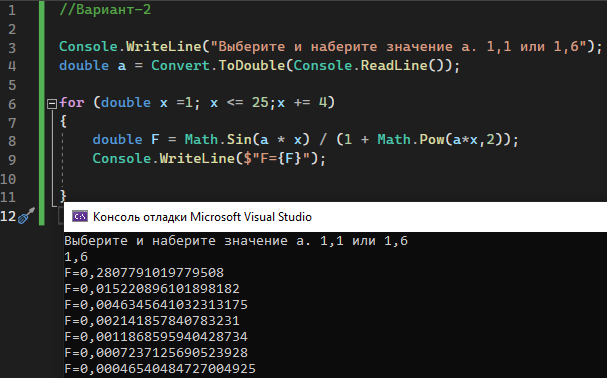 1 //Вариант-2
2
3 Console.WriteLine("Выберите и наберите значение а. 1,1 или 1,6");
4 double a = Convert.ToDouble(Console.ReadLine());
5
6 for (double x =1; x <= 25;x += 4)
7 {
8 double F = Math.Sin(a * x) / (1 + Math.Pow(a*x,2));
9 Console.WriteLine($"F={F}");
10
11 }
12
Консоль отладки Microsoft Visual Studio
Выберите и наберите значение а. 1,1 или 1,6
1,6
F=0,2807791019779508
F=0,015220896101898182
F=0,0046345641032313175
F=0,002141857840783231
F=0,0011868595940428734
F=0,0007237125690523928
F=0,00046540484727004925